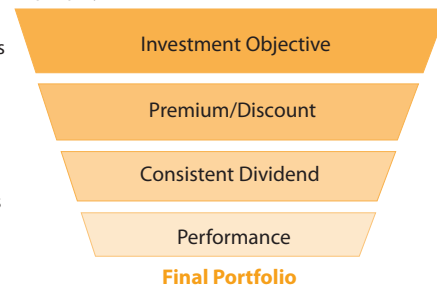 Investment Objective
Premium/Discount
Consistent Dividend
Performance
Final Portfolio